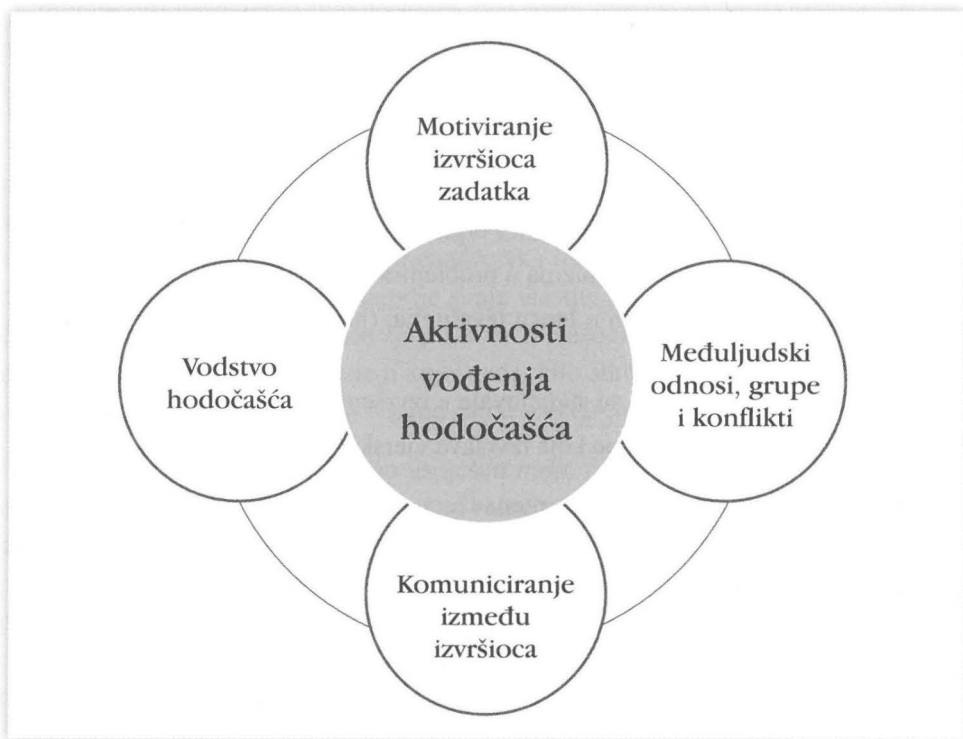 Motiviranje
izvršioca
zadatka
Vodstvo
hodočašća
Aktivnosti
vođenja
hodočašća
Međuljudski
odnosi, grupe
i konflikti
Komuniciranje
između
izvršioca